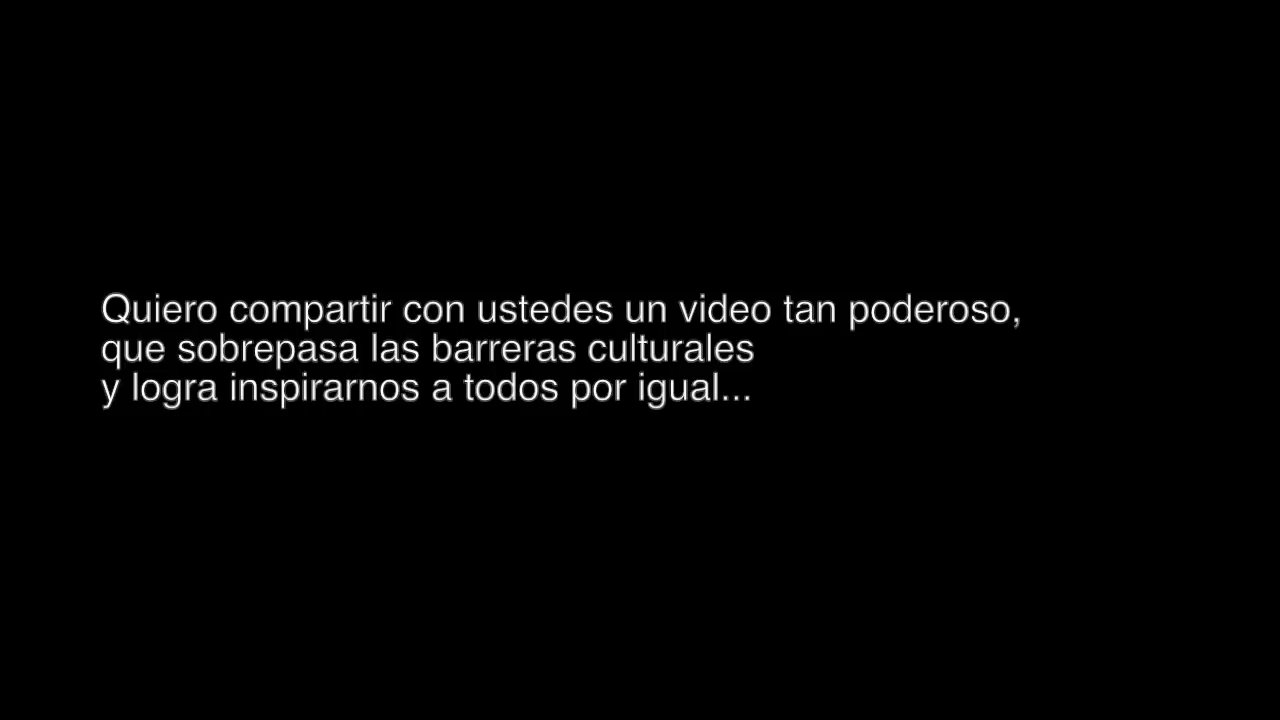 Quiero compartir con ustedes un video tan poderoso,
que sobrepasa las barreras culturales
y logra inspirarnos a todos por igual...